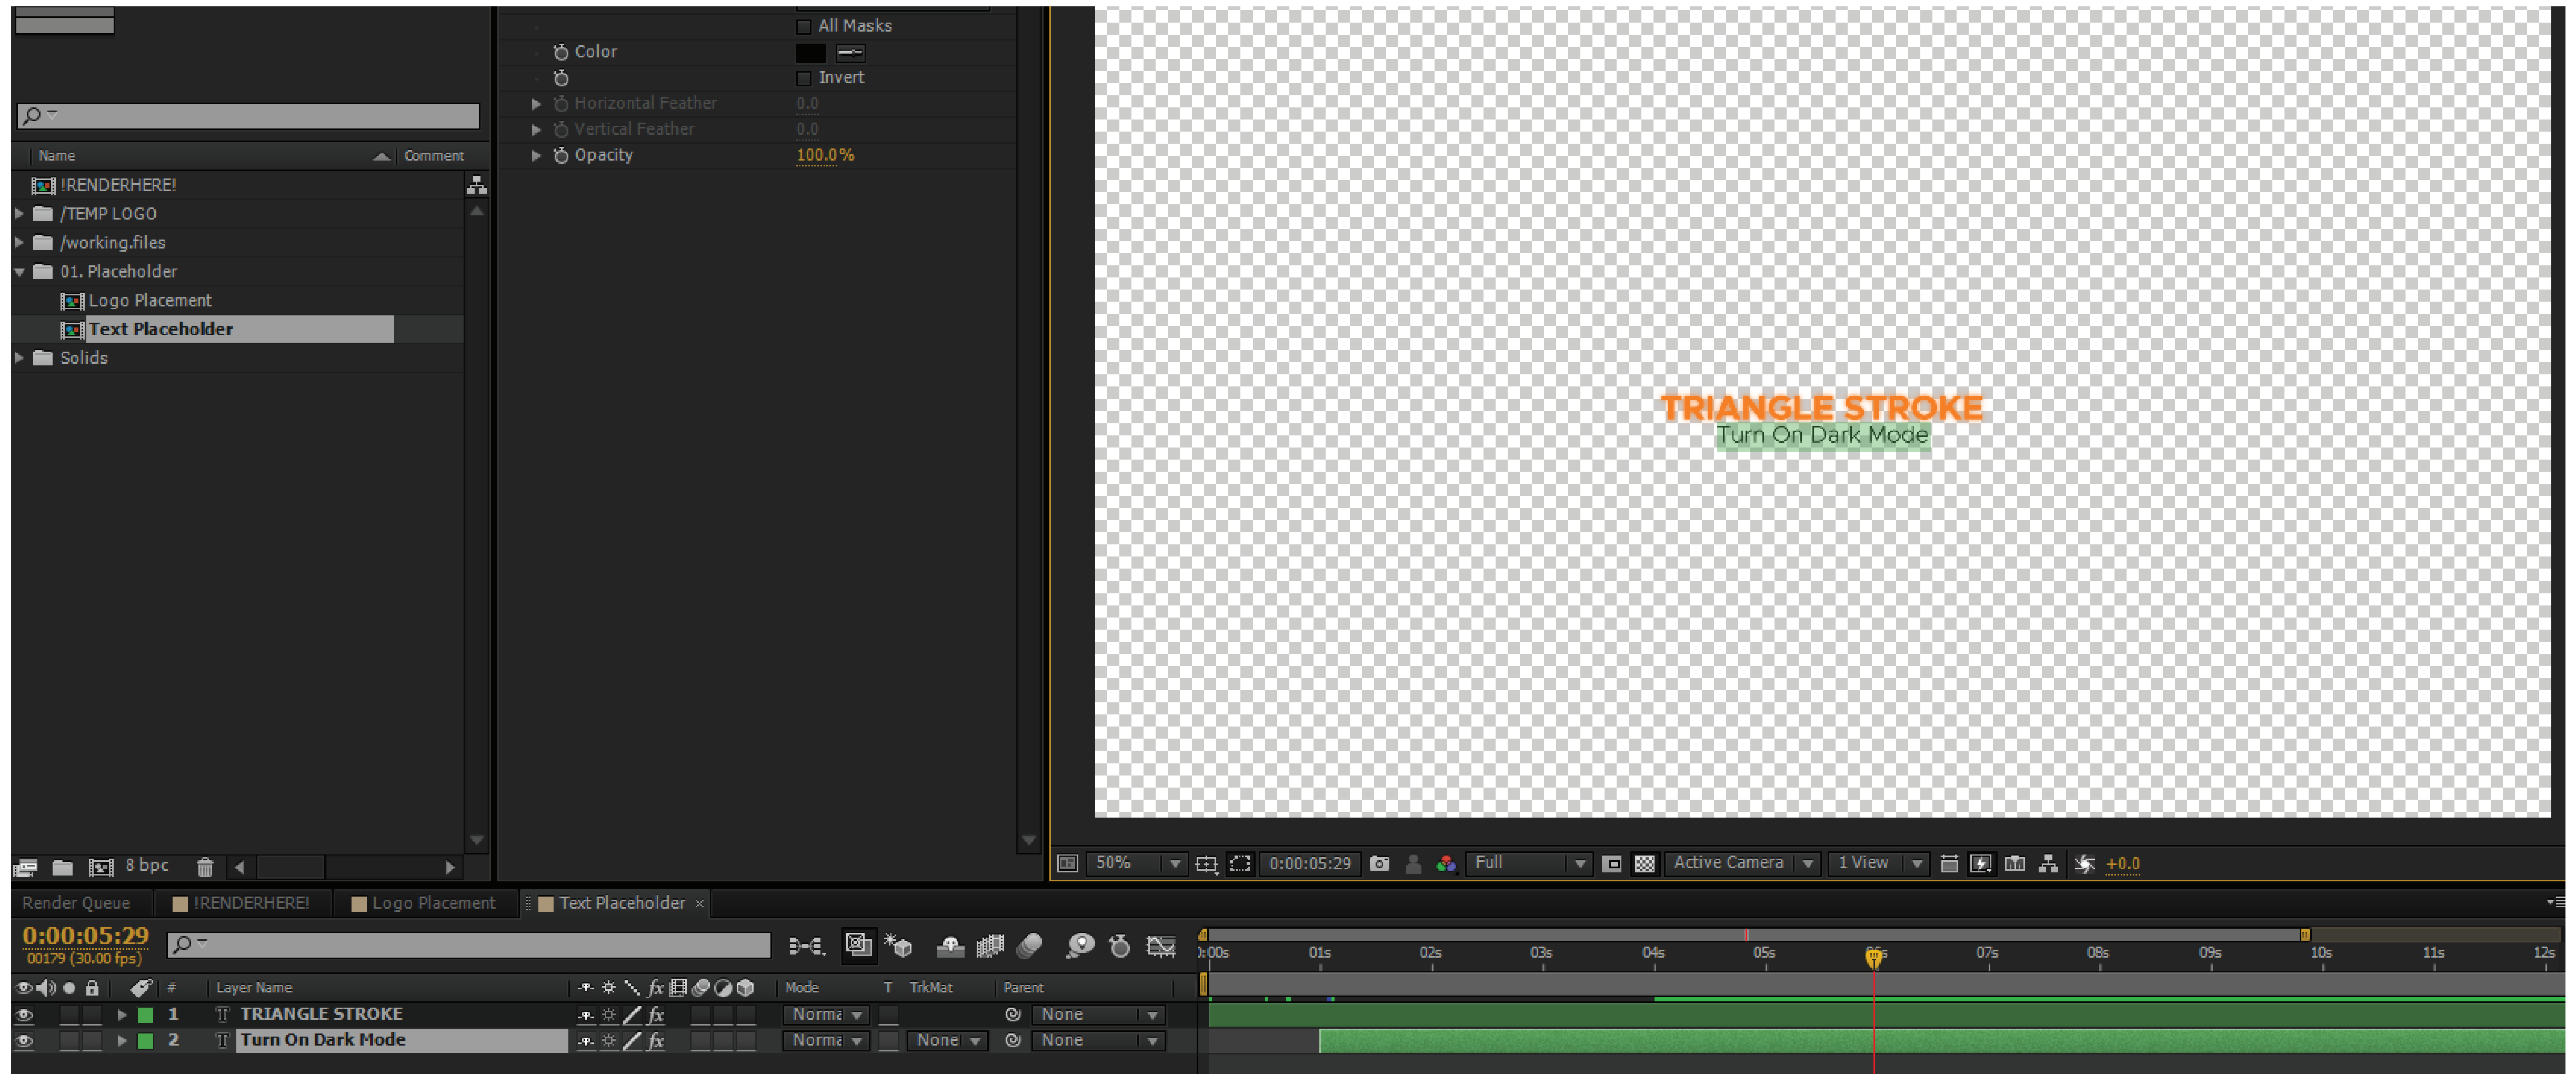 All Masks
Color
Invert
Horizontal Feather 0.0
Vertical Feather 0.0
Opacity 100.0%
Name Comment
!RENDERHERE!
/TEMP LOGO
/working.files
01. Placeholder
Logo Placement
Text Placeholder
Solids
TRIANGLE STROKE
Turn On Dark Mode
8 bpc
50% 0:00:05:29 Full Active Camera 1 View +0.0
Render Queue !RENDERHERE! Logo Placement Text Placeholder ×
0:00:05:29
00179 (30.00 fps)
):00s 01s 02s 03s 04s 05s 06s 07s 08s 09s 10s 11s 12s
# Layer Name fx Mode T TrkMat Parent
1 T TRIANGLE STROKE fx Norma None
2 T Turn On Dark Mode fx Norma None None